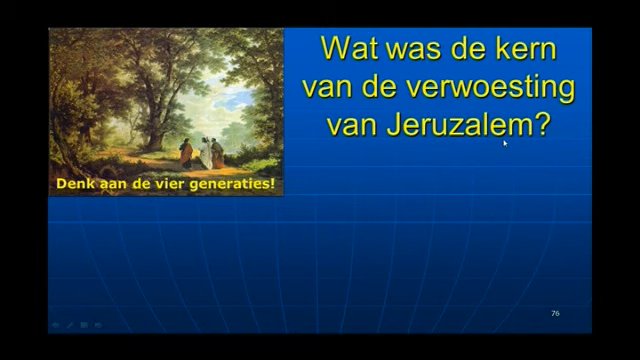 Wat was de kern
van de verwoesting
van Jeruzalem?
Denk aan de vier generaties!
76